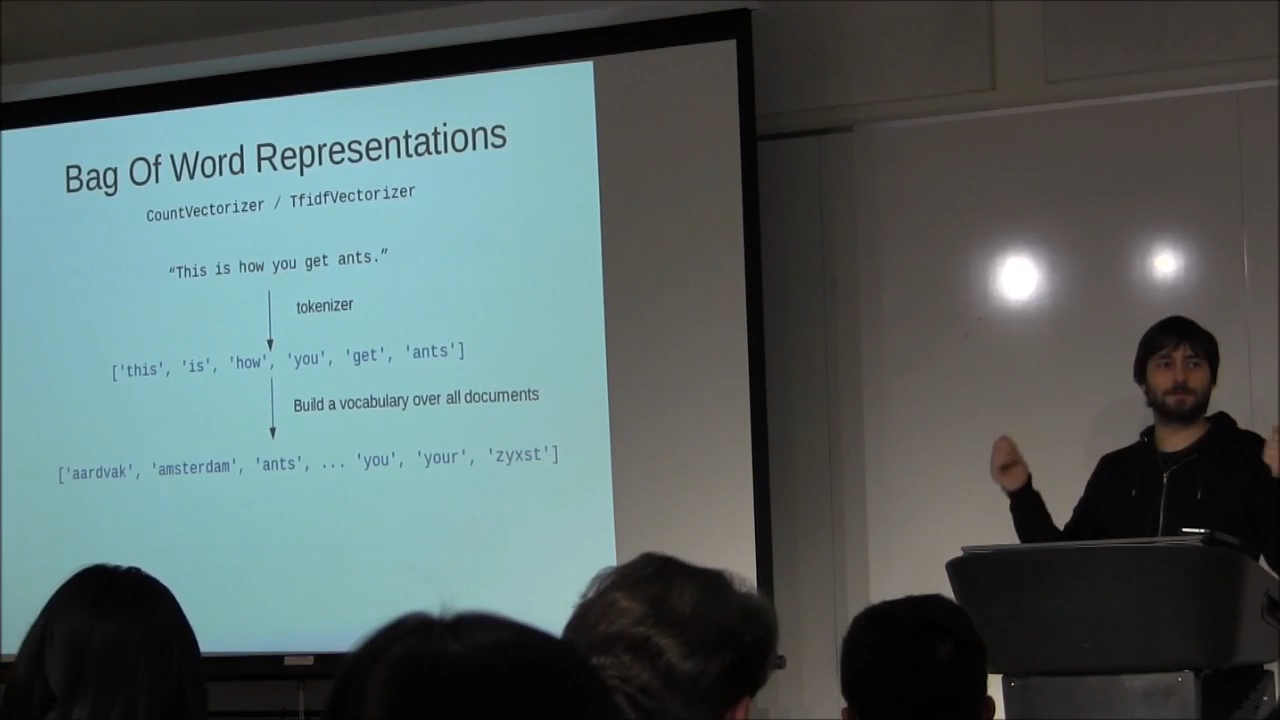 Bag Of Word Representations
CountVectorizer / TfidfVectorizer
“This is how you get ants.”
tokenizer
['this', 'is', 'how', 'you', 'get', 'ants']
Build a vocabulary over all documents
['aardvak', 'amsterdam', 'ants', ... 'you', 'your', 'zyxst']